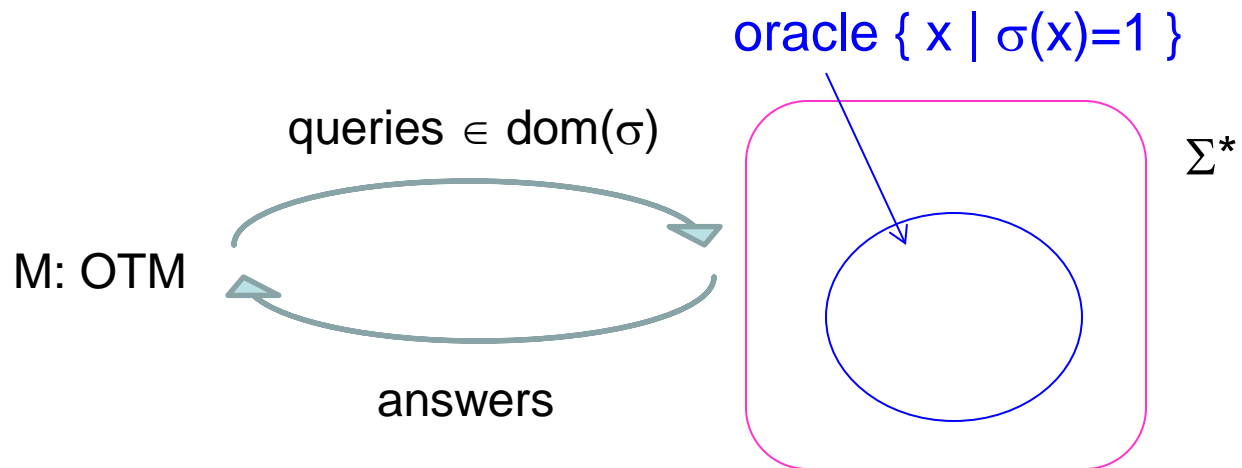 oracle { x | σ(x)=1 }
queries ∈ dom(σ)
Σ*
M: OTM
answers